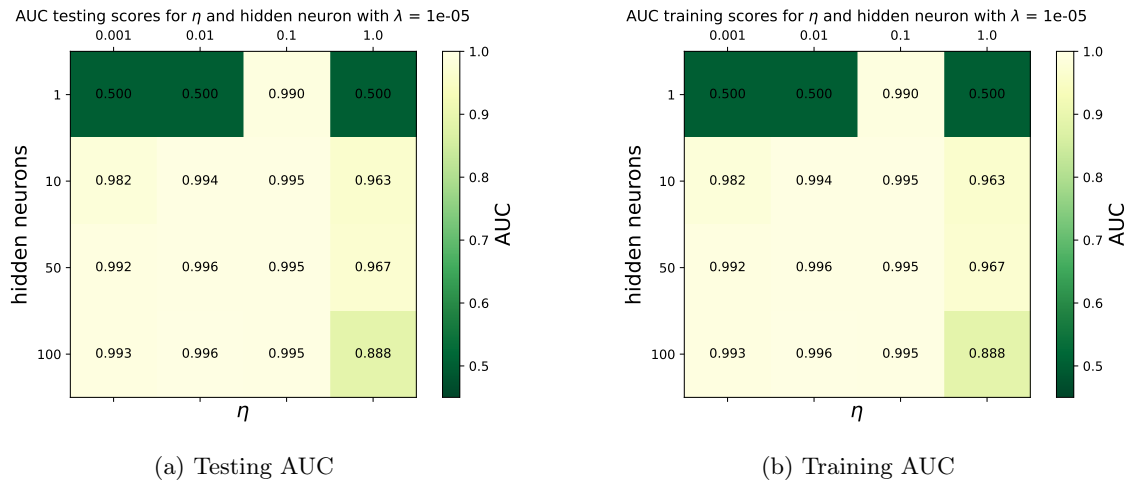 AUC testing scores for η and hidden neuron with λ = 1e-05
0.001 0.01 0.1 1.0
1 0.500 0.500 0.990 0.500
10 0.982 0.994 0.995 0.963
50 0.992 0.996 0.995 0.967
100 0.993 0.996 0.995 0.888
hidden neurons
η
1.0
0.9
0.8
0.7
0.6
0.5
AUC
(a) Testing AUC
AUC training scores for η and hidden neuron with λ = 1e-05
0.001 0.01 0.1 1.0
1 0.500 0.500 0.990 0.500
10 0.982 0.994 0.995 0.963
50 0.992 0.996 0.995 0.967
100 0.993 0.996 0.995 0.888
hidden neurons
η
1.0
0.9
0.8
0.7
0.6
0.5
AUC
(b) Training AUC